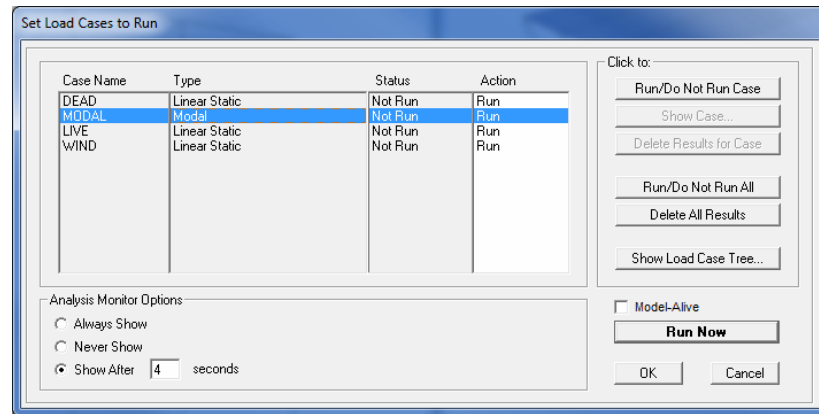 Set Load Cases to Run
Click to:
Case Name Type Status Action
DEAD Linear Static Not Run Run
MODAL Modal Not Run Run
LIVE Linear Static Not Run Run
WIND Linear Static Not Run Run
Run/Do Not Run Case
Show Case...
Delete Results for Case
Run/Do Not Run All
Delete All Results
Show Load Case Tree...
Analysis Monitor Options
Always Show
Never Show
Show After 4 seconds
Model-Alive
Run Now
OK Cancel